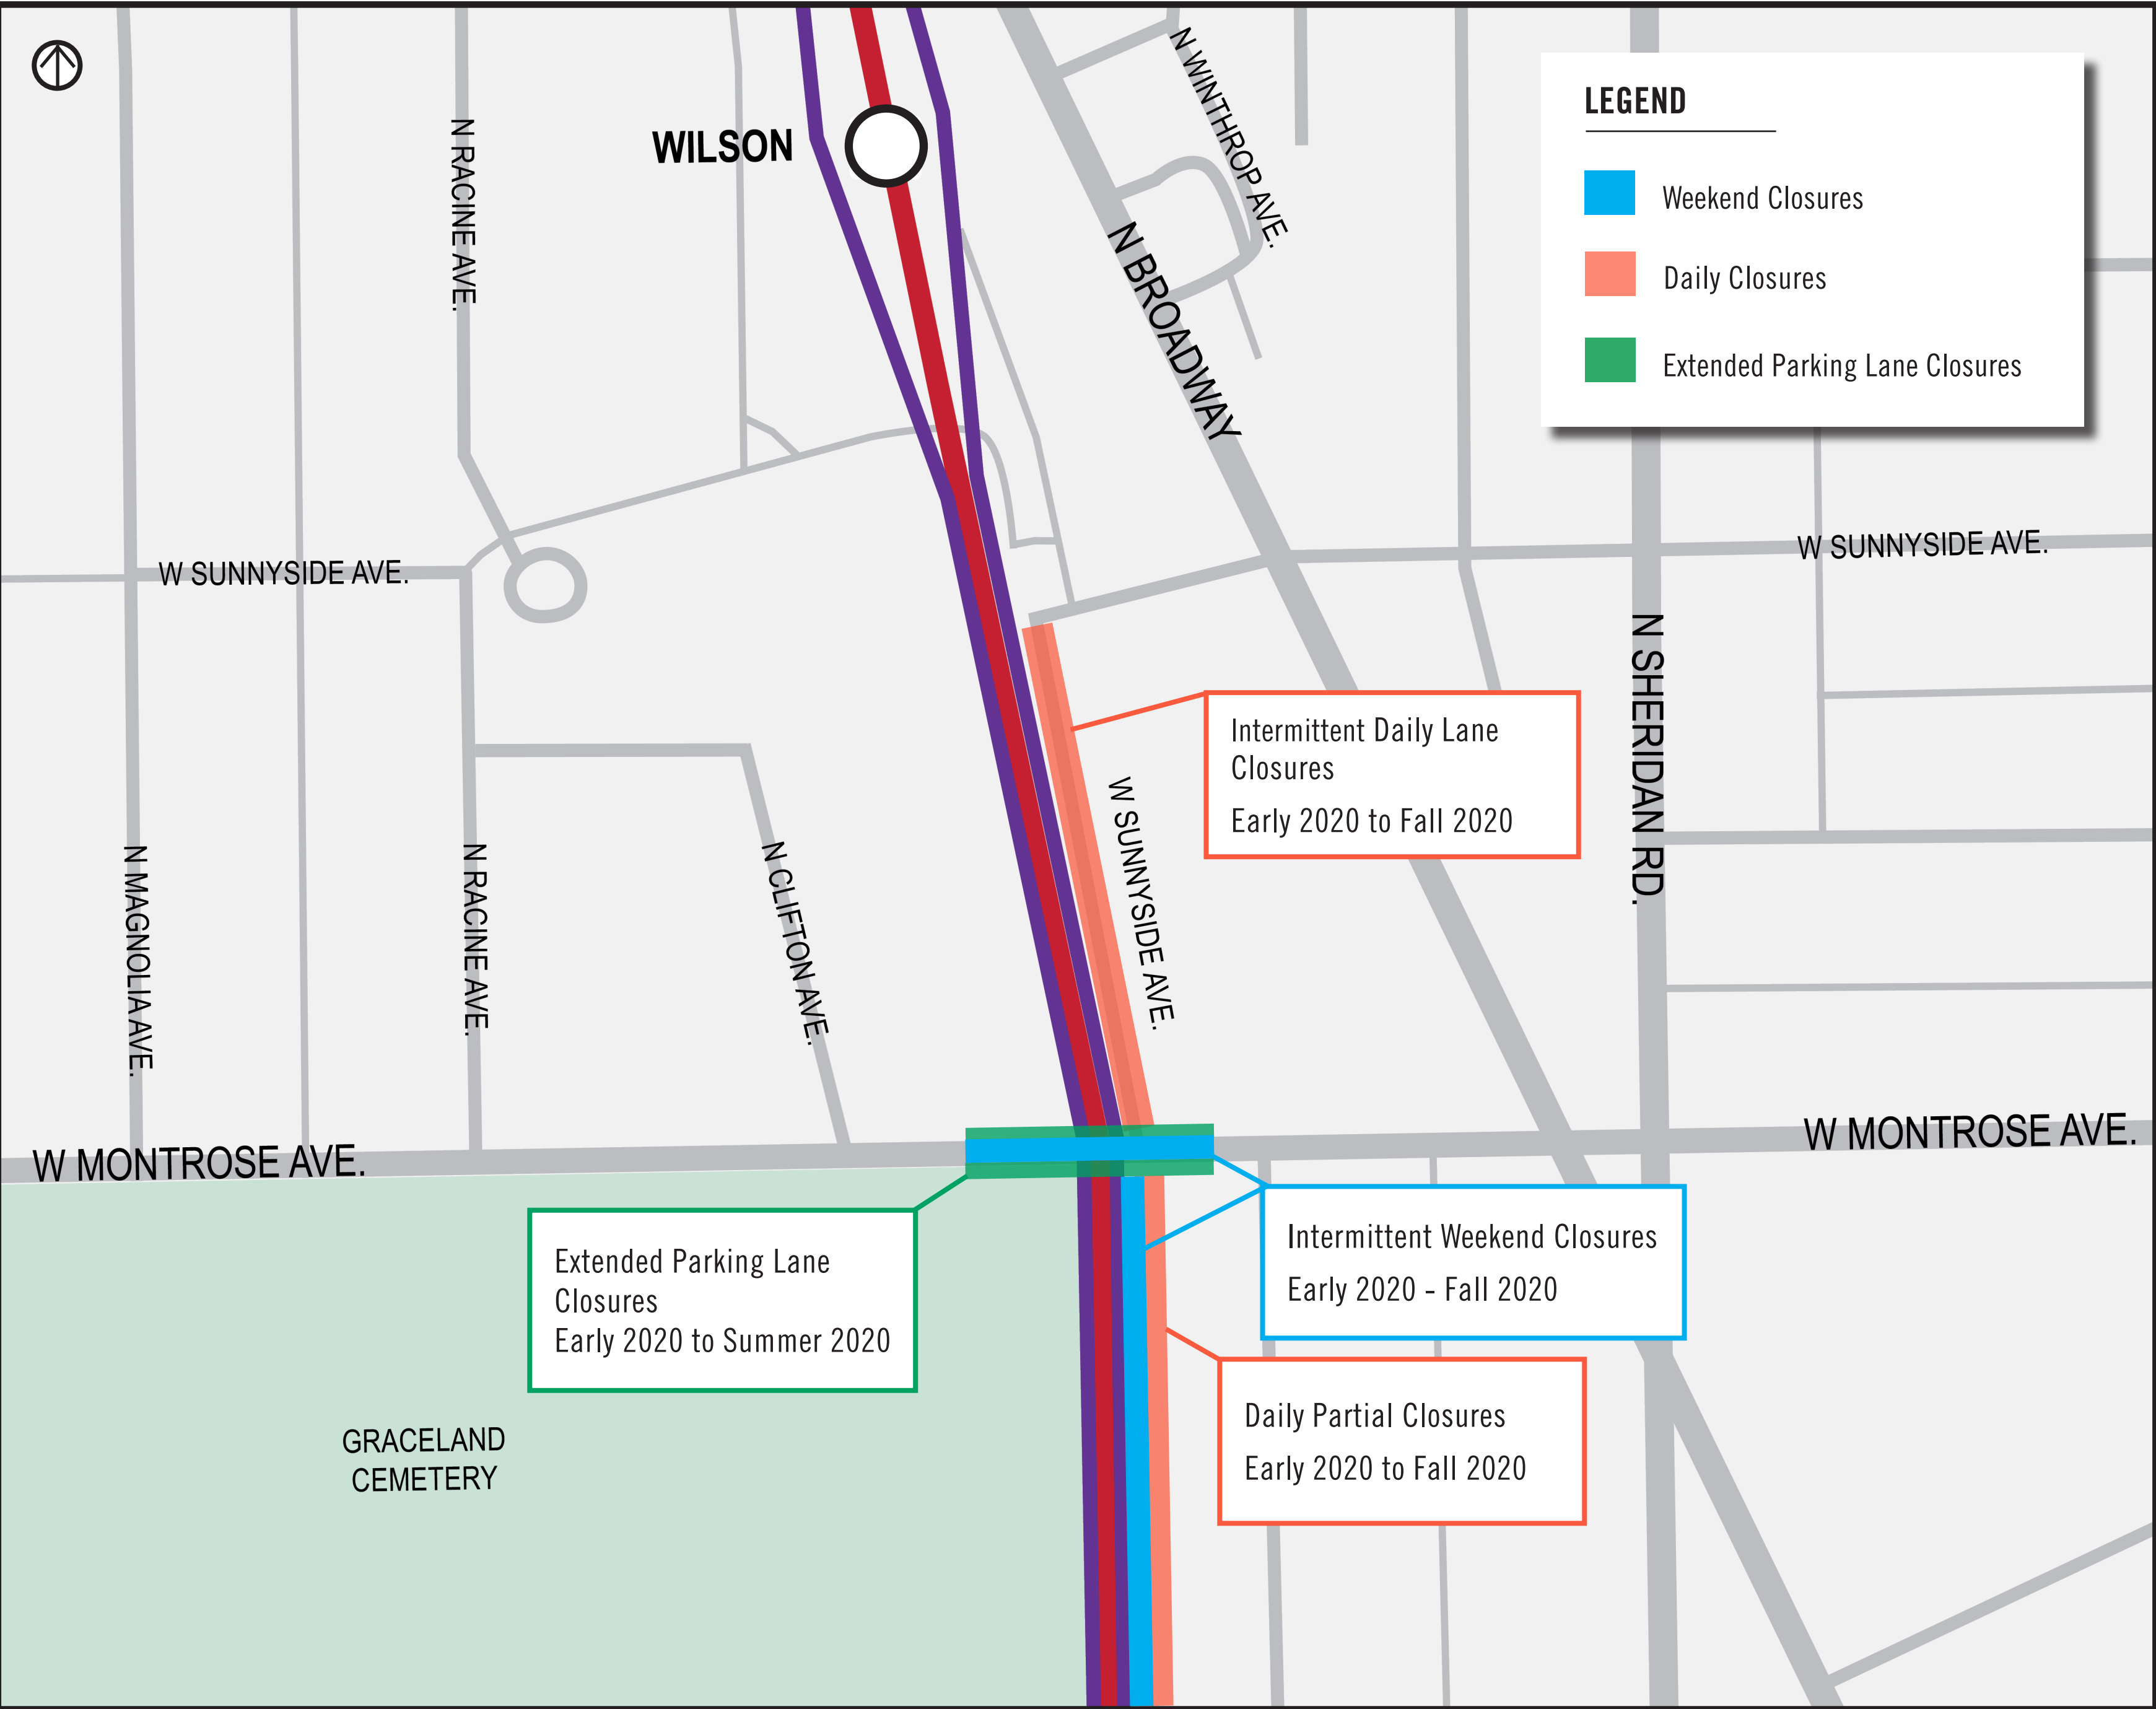 N WINTHROP AVE.
LEGEND
N RACINE AVE.
WILSON
Weekend Closures
N BROADWAY
Daily Closures
Extended Parking Lane Closures
W SUNNYSIDE AVE.
W SUNNYSIDE AVE.
N SHERIDAN RD.
Intermittent Daily Lane
Closures
Early 2020 to Fall 2020
W SUNNYSIDE AVE.
N MAGNOLIA AVE.
N RACINE AVE.
N CLIFTON AVE.
W MONTROSE AVE.
W MONTROSE AVE.
Extended Parking Lane
Closures
Early 2020 to Summer 2020
Intermittent Weekend Closures
Early 2020 - Fall 2020
Daily Partial Closures
Early 2020 to Fall 2020
GRACELAND
CEMETERY